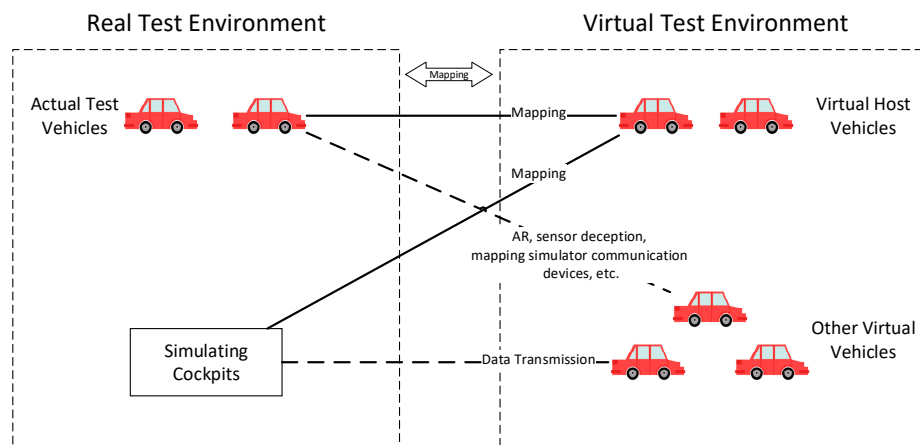 Real Test Environment
Virtual Test Environment
Mapping
Actual Test
Vehicles
Mapping
Virtual Host
Vehicles
Mapping
AR, sensor deception,
mapping simulator communication
devices, etc.
Simulating
Cockpits
Data Transmission
Other Virtual
Vehicles